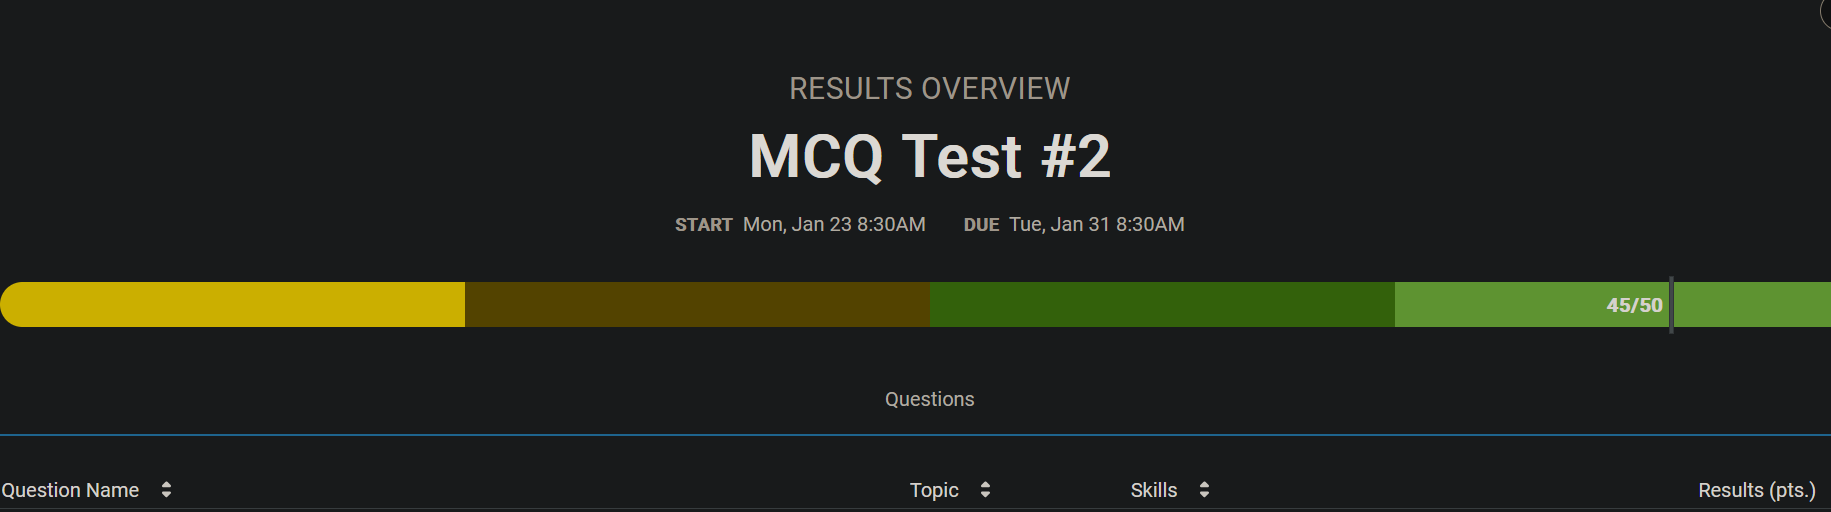 RESULTS OVERVIEW
MCQ Test #2
START Mon, Jan 23 8:30AM DUE Tue, Jan 31 8:30AM
45/50
Questions
Question Name Topic Skills Results (pts.)